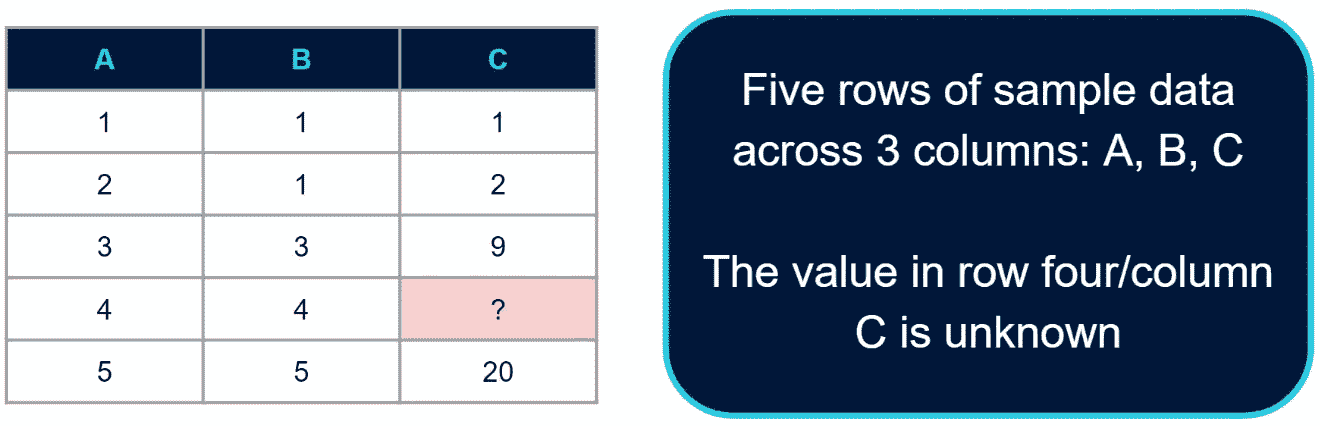 A B C
1 1 1
2 1 2
3 3 9
4 4 ?
5 5 20
Five rows of sample data
across 3 columns: A, B, C
The value in row four/column
C is unknown